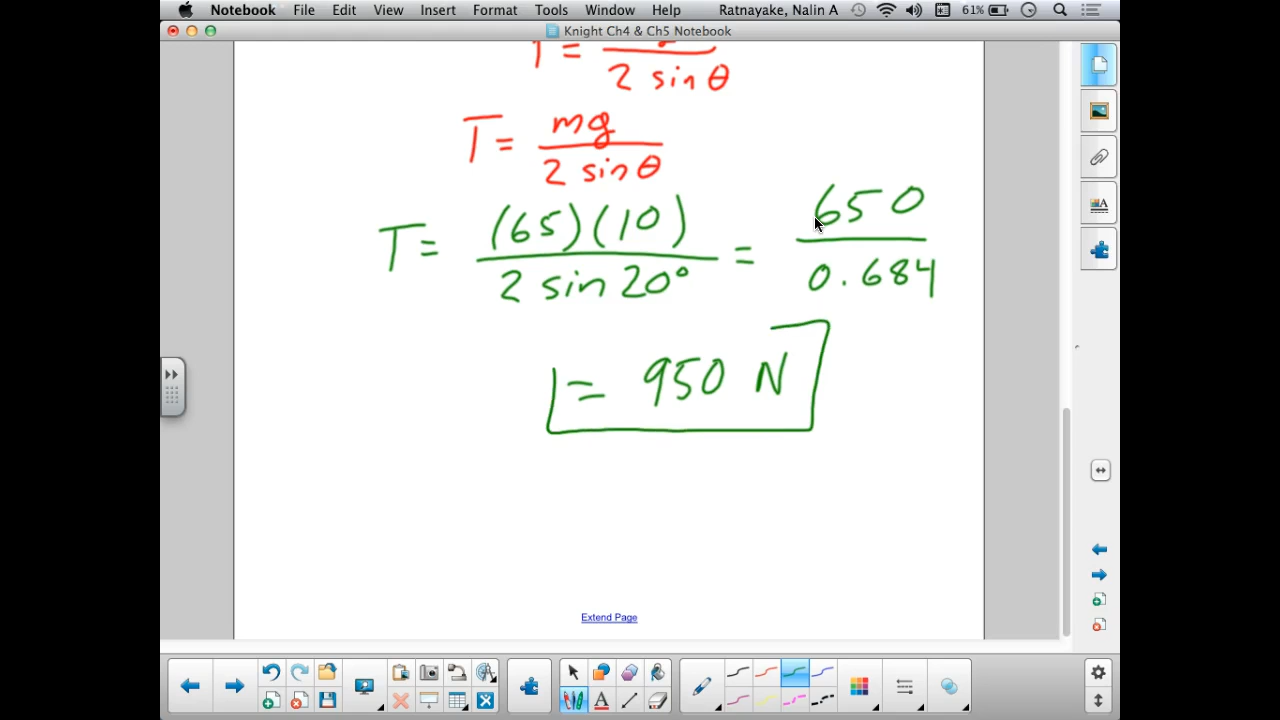 Notebook File Edit View Insert Format Tools Window Help Ratnayake, Nalin A 61%
Knight Ch4 & Ch5 Notebook
T =
2 sin θ
T = mg / 2 sin θ
T = (65)(10) / 2 sin 20° = 650 / 0.684
= 950 N
Extend Page